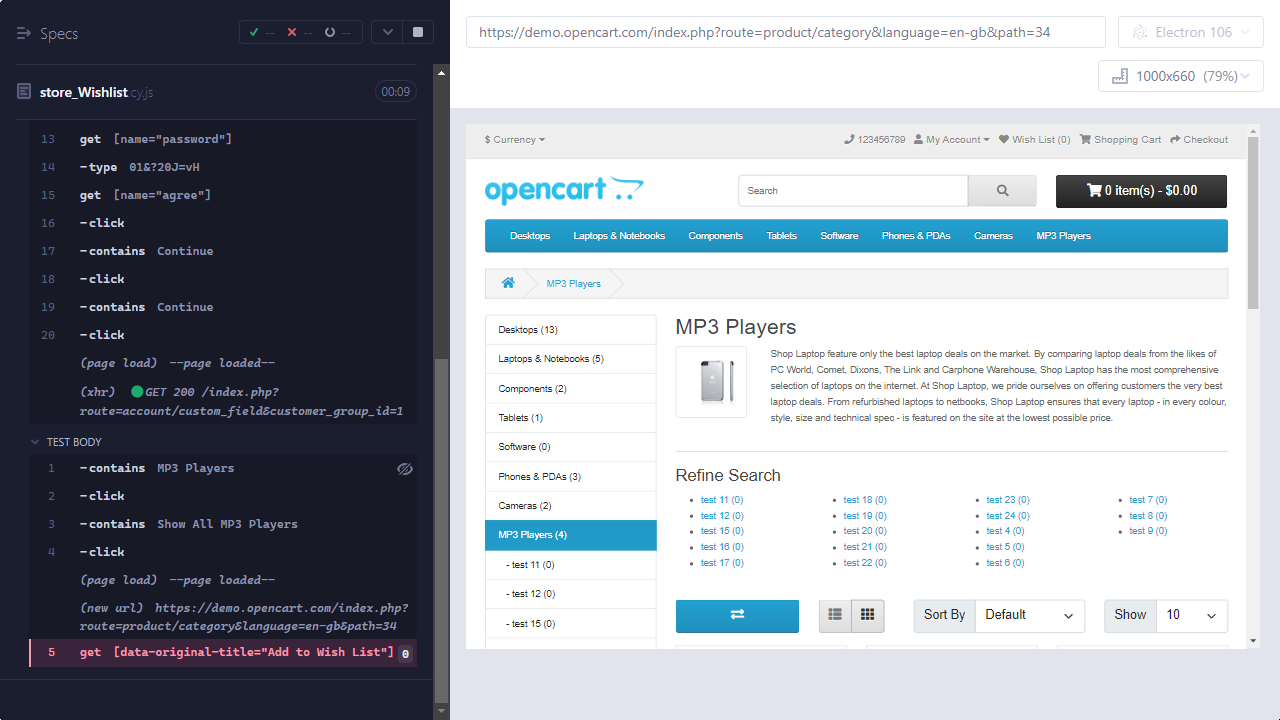 Specs
-- -- --
store_Wishlist.cy.js 00:09
13 get [name="password"]
14 -type 01&?20J=vH
15 get [name="agree"]
16 -click
17 -contains Continue
18 -click
19 -contains Continue
20 -click
(page load) --page loaded--
(xhr) GET 200 /index.php?
route=account/custom_field&customer_group_id=1
TEST BODY
1 -contains MP3 Players
2 -click
3 -contains Show All MP3 Players
4 -click
(page load) --page loaded--
(new url) https://demo.opencart.com/index.php?
route=product/category&language=en-gb&path=34
5 get [data-original-title="Add to Wish List"] 0
https://demo.opencart.com/index.php?route=product/category&language=en-gb&path=34
Electron 106
1000x660 (79%)
$ Currency
123456789 My Account Wish List (0) Shopping Cart Checkout
opencart
Search
0 item(s) - $0.00
Desktops Laptops & Notebooks Components Tablets Software Phones & PDAs Cameras MP3 Players
MP3 Players
Desktops (13)
Laptops & Notebooks (5)
Components (2)
Tablets (1)
Software (0)
Phones & PDAs (3)
Cameras (2)
MP3 Players (4)
- test 11 (0)
- test 12 (0)
- test 15 (0)
MP3 Players
Shop Laptop feature only the best laptop deals on the market. By comparing laptop deals from the likes of
PC World, Comet, Dixons, The Link and Carphone Warehouse, Shop Laptop has the most comprehensive
selection of laptops on the internet. At Shop Laptop, we pride ourselves on offering customers the very best
laptop deals. From refurbished laptops to netbooks, Shop Laptop ensures that every laptop - in every colour,
style, size and technical spec - is featured on the site at the lowest possible price.
Refine Search
test 11 (0) test 18 (0) test 23 (0) test 7 (0)
test 12 (0) test 19 (0) test 24 (0) test 8 (0)
test 15 (0) test 20 (0) test 4 (0) test 9 (0)
test 16 (0) test 21 (0) test 5 (0)
test 17 (0) test 22 (0) test 6 (0)
Sort By Default Show 10